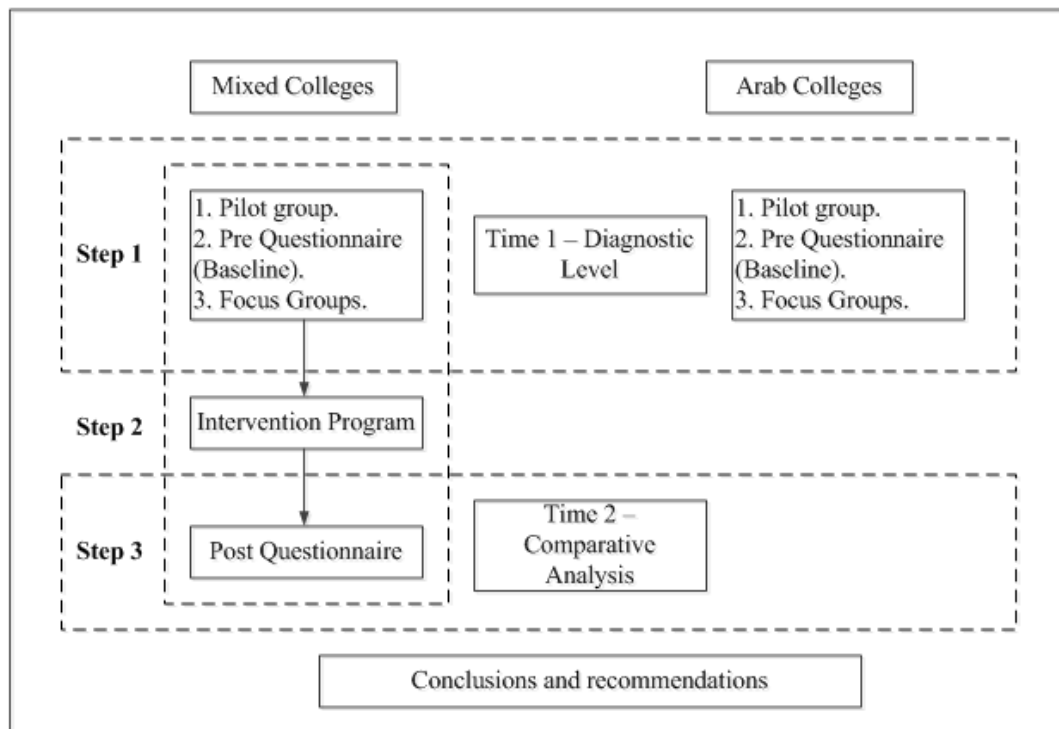 Mixed Colleges
Arab Colleges
Step 1
1. Pilot group.
2. Pre Questionnaire
(Baseline).
3. Focus Groups.
Time 1 – Diagnostic
Level
1. Pilot group.
2. Pre Questionnaire
(Baseline).
3. Focus Groups.
Step 2
Intervention Program
Step 3
Post Questionnaire
Time 2 –
Comparative
Analysis
Conclusions and recommendations